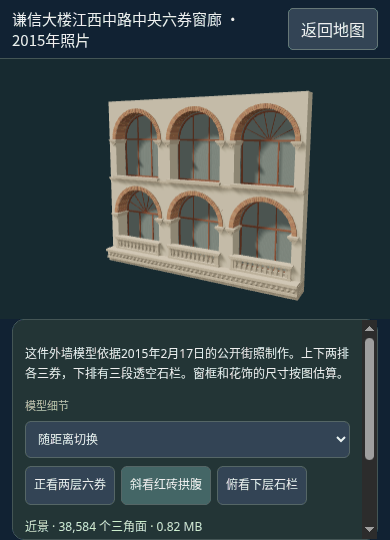 谦信大楼江西中路中央六券窗廊 ·
2015年照片
返回地图
这件外墙模型依据2015年2月17日的公开街照制作。上下两排
各三券，下排有三段透空石栏。窗框和花饰的尺寸按图估算。
模型细节
随距离切换
正看两层六券
斜看红砖拱腹
俯看下层石栏
近景 · 38,584 个三角面 · 0.82 MB